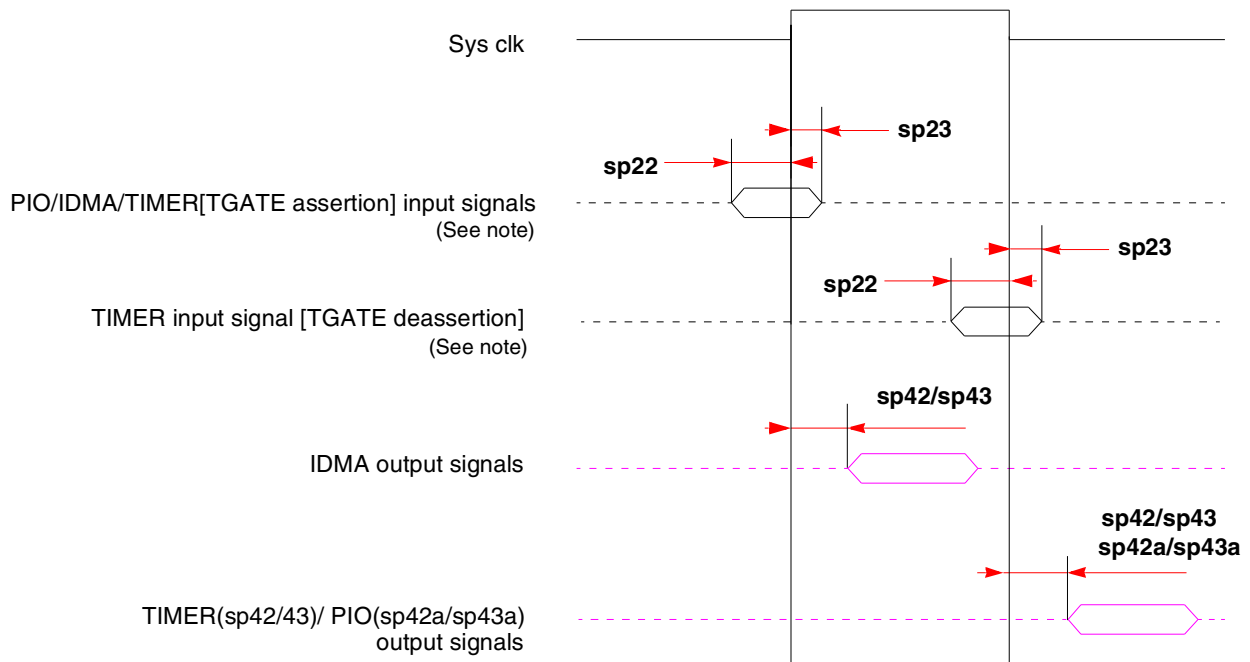 Sys clk
sp23
sp22
PIO/IDMA/TIMER[TGATE assertion] input signals
(See note)
sp23
sp22
TIMER input signal [TGATE deassertion]
(See note)
sp42/sp43
IDMA output signals
sp42/sp43
sp42a/sp43a
TIMER(sp42/43)/ PIO(sp42a/sp43a)
output signals